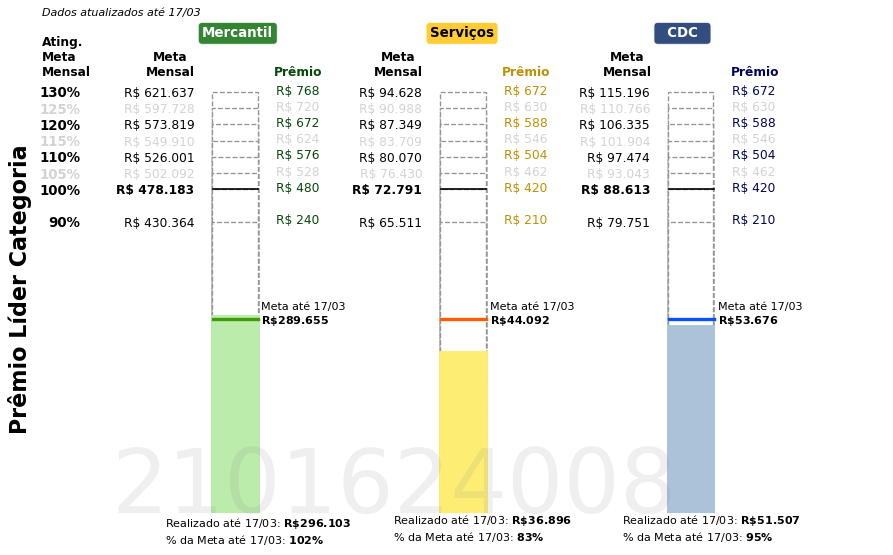 Dados atualizados até 17/03
Mercantil Serviços CDC
Ating. Meta Mensal
Meta Mensal Prêmio Meta Mensal Prêmio Meta Mensal Prêmio
130% R$ 621.637 R$ 768 R$ 94.628 R$ 672 R$ 115.196 R$ 672
125% R$ 597.728 R$ 720 R$ 90.988 R$ 630 R$ 110.766 R$ 630
120% R$ 573.819 R$ 672 R$ 87.349 R$ 588 R$ 106.335 R$ 588
115% R$ 549.910 R$ 624 R$ 83.709 R$ 546 R$ 101.904 R$ 546
110% R$ 526.001 R$ 576 R$ 80.070 R$ 504 R$ 97.474 R$ 504
105% R$ 502.092 R$ 528 R$ 76.430 R$ 462 R$ 93.043 R$ 462
100% R$ 478.183 R$ 480 R$ 72.791 R$ 420 R$ 88.613 R$ 420
90% R$ 430.364 R$ 240 R$ 65.511 R$ 210 R$ 79.751 R$ 210
Prêmio Líder Categoria
Meta até 17/03 Meta até 17/03 Meta até 17/03
R$289.655 R$44.092 R$53.676
2101624008
Realizado até 17/03: R$296.103 Realizado até 17/03: R$36.896 Realizado até 17/03: R$51.507
% da Meta até 17/03: 102% % da Meta até 17/03: 83% % da Meta até 17/03: 95%